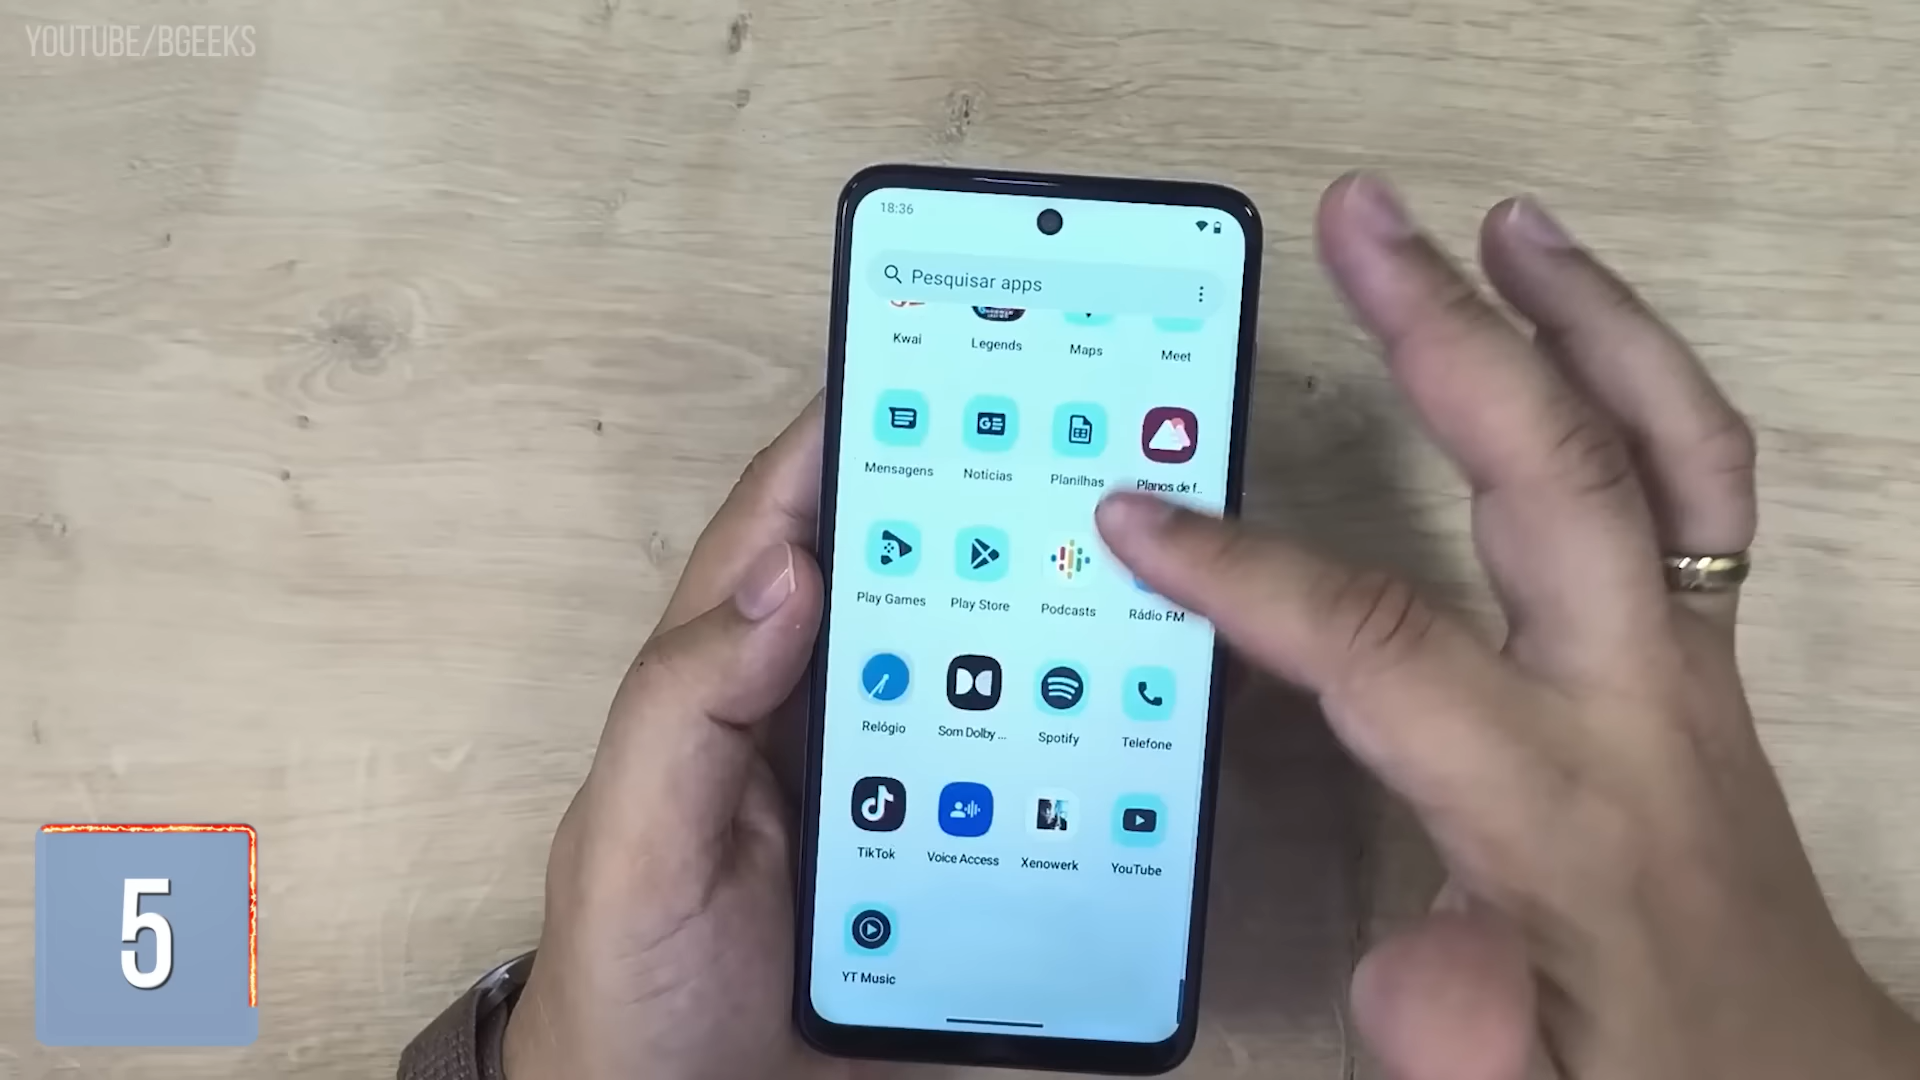 YOUTUBE/BGEEKS
18:36
Pesquisar apps
Kwai
Legends
Maps
Meet
Mensagens
Notícias
Planilhas
Planos de f..
GE
Play Games
Play Store
Podcasts
Rádio FM
Relógio
Som Dolby ...
Spotify
Telefone
TikTok
Voice Access
Xenowerk
YouTube
YT Music
5